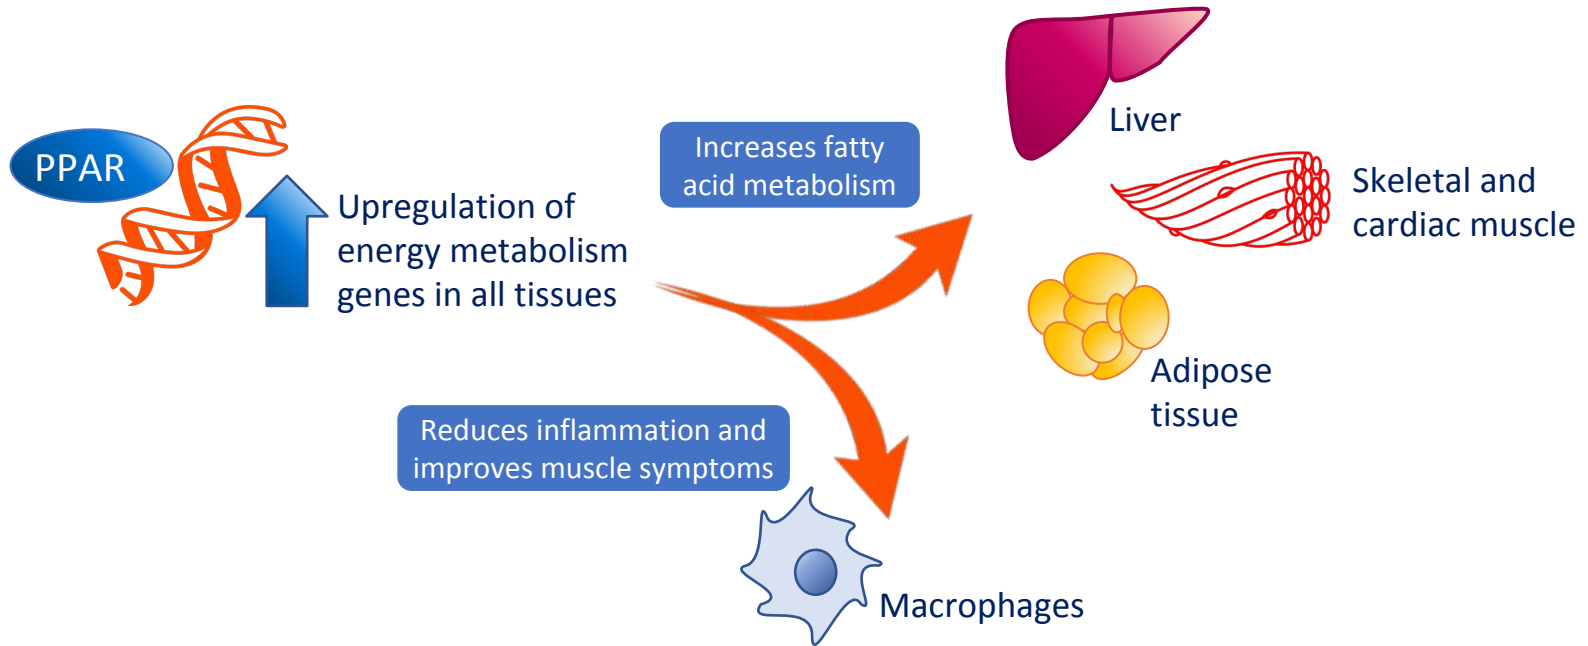 PPAR
Upregulation of
energy metabolism
genes in all tissues
Increases fatty
acid metabolism
Liver
Skeletal and
cardiac muscle
Adipose
tissue
Reduces inflammation and
improves muscle symptoms
Macrophages